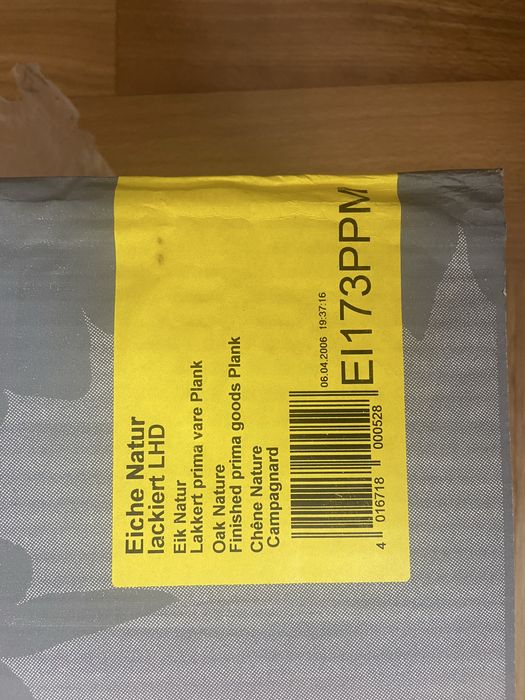 Eiche Natur
lackiert LHD
Eik Natur
Lakkert prima vare Plank
Oak Nature
Finished prima goods Plank
Chêne Nature
Campagnard
06.04.2006 19:37:16
EI173PPM
4 016718 000528